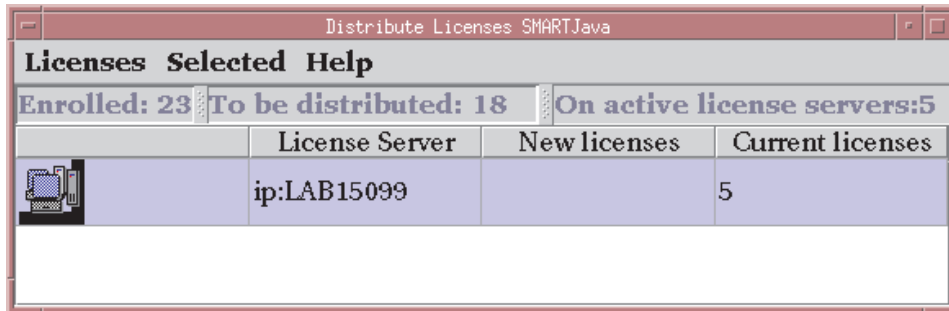 Distribute Licenses SMARTJava
Licenses Selected Help
Enrolled: 23 To be distributed: 18 On active license servers:5
License Server New licenses Current licenses
ip:LAB15099 5